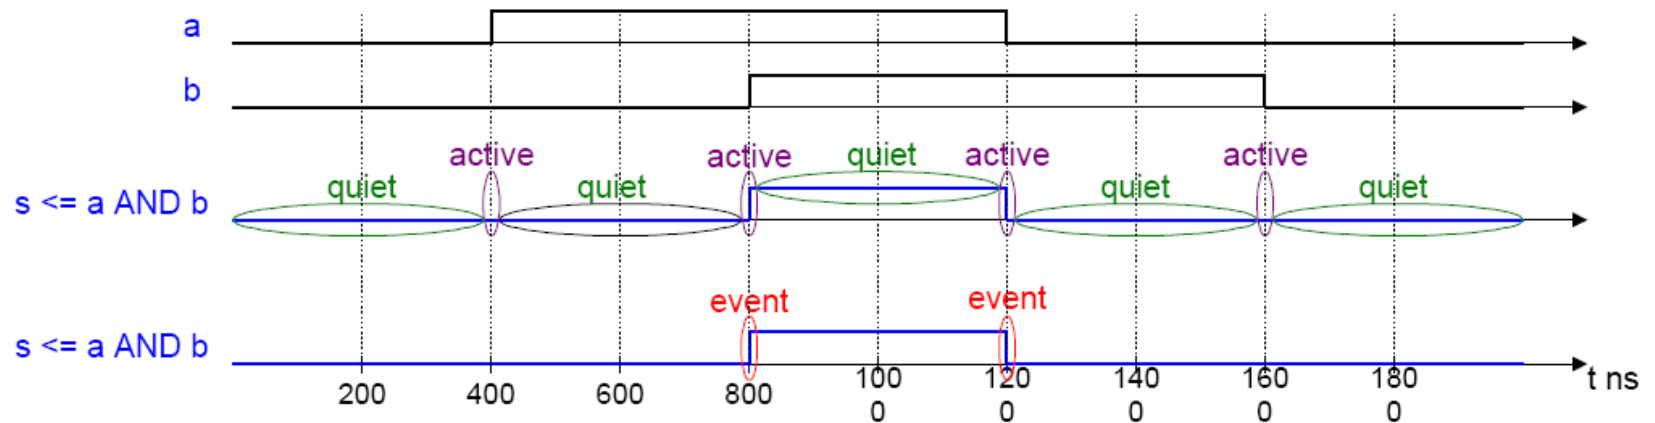 a
b
active active quiet active active
quiet quiet quiet quiet
s <= a AND b
event event
s <= a AND b
200 400 600 800 100 120 140 160 180 t ns
0 0 0 0 0